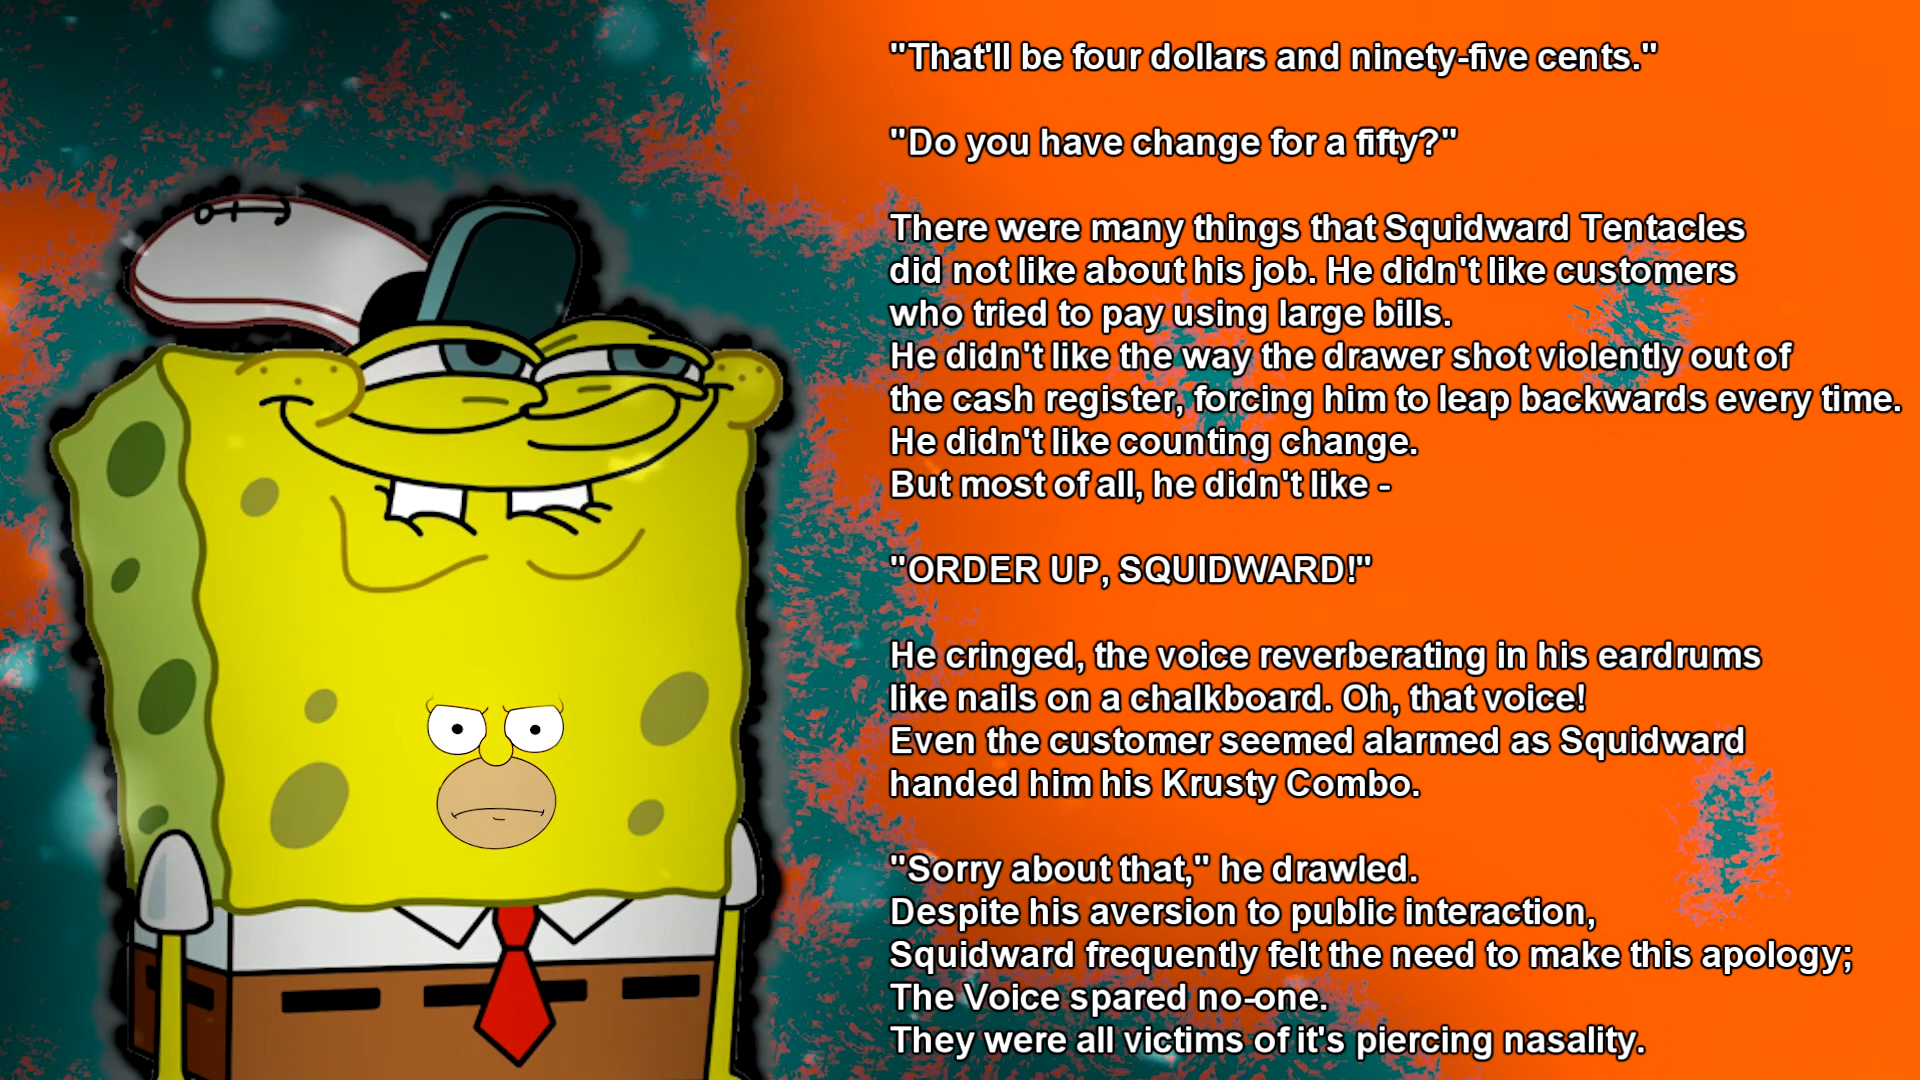 "That'll be four dollars and ninety-five cents."
"Do you have change for a fifty?"
There were many things that Squidward Tentacles
did not like about his job. He didn't like customers
who tried to pay using large bills.
He didn't like the way the drawer shot violently out of
the cash register, forcing him to leap backwards every time.
He didn't like counting change.
But most of all, he didn't like -
"ORDER UP, SQUIDWARD!"
He cringed, the voice reverberating in his eardrums
like nails on a chalkboard. Oh, that voice!
Even the customer seemed alarmed as Squidward
handed him his Krusty Combo.
"Sorry about that," he drawled.
Despite his aversion to public interaction,
Squidward frequently felt the need to make this apology;
The Voice spared no-one.
They were all victims of it's piercing nasality.